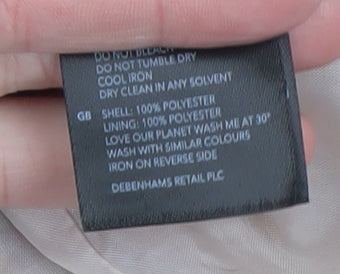 DO NOT BLEACH
DO NOT TUMBLE DRY
COOL IRON
DRY CLEAN IN ANY SOLVENT
GB SHELL: 100% POLYESTER
LINING: 100% POLYESTER
LOVE OUR PLANET WASH ME AT 30°
WASH WITH SIMILAR COLOURS
IRON ON REVERSE SIDE
DEBENHAMS RETAIL PLC